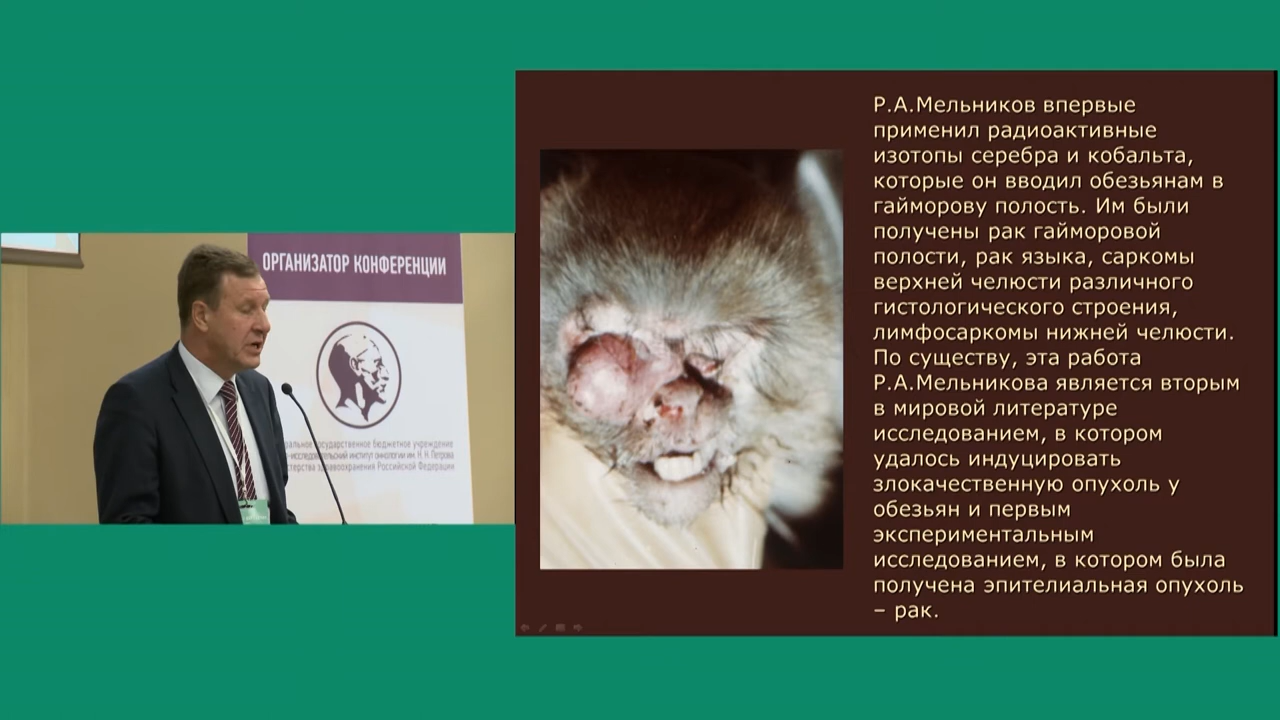 ОРГАНИЗАТОР КОНФЕРЕНЦИИ
государственное бюджетное учреждение
институт онкологии им. Н. Н. Петрова
здравоохранения Российской Федерации
Р.А.Мельников впервые
применил радиоактивные
изотопы серебра и кобальта,
которые он вводил обезьянам в
гайморову полость. Им были
получены рак гайморовой
полости, рак языка, саркомы
верхней челюсти различного
гистологического строения,
лимфосаркомы нижней челюсти.
По существу, эта работа
Р.А.Мельникова является вторым
в мировой литературе
исследованием, в котором
удалось индуцировать
злокачественную опухоль у
обезьян и первым
экспериментальным
исследованием, в котором была
получена эпителиальная опухоль
– рак.